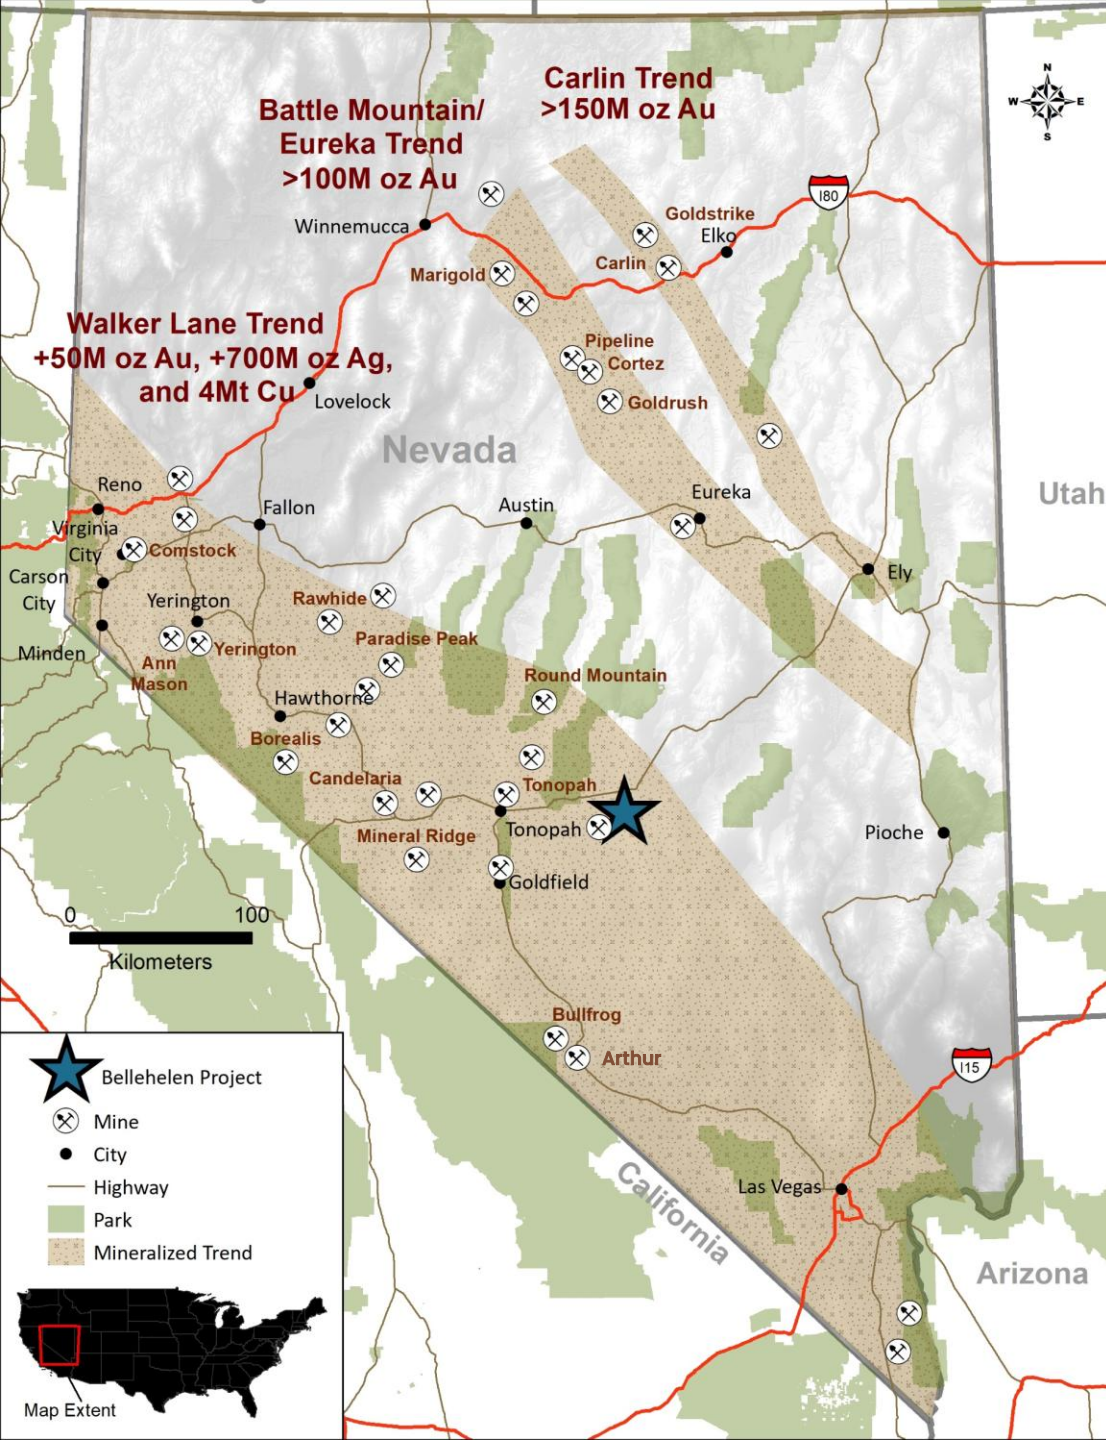 Carlin Trend
>150M oz Au
Battle Mountain/
Eureka Trend
>100M oz Au
N
W
E
S
I80
Goldstrike
Elko
Winnemucca
Carlin
Marigold
Walker Lane Trend
+50M oz Au, +700M oz Ag,
and 4Mt Cu
Pipeline
Cortez
Lovelock
Goldrush
Nevada
Reno
Eureka
Utah
Fallon
Austin
Virginia
City
Comstock
Carson
City
Ely
Yerington
Rawhide
Minden
Yerington
Paradise Peak
Ann
Mason
Round Mountain
Hawthorne
Borealis
Candelaria
Tonopah
Mineral Ridge
Tonopah
Pioche
Goldfield
0 100
Kilometers
Bullfrog
Arthur
I15
Bellehelen Project
Mine
City
Highway
Park
Mineralized Trend
Las Vegas
California
Arizona
Map Extent